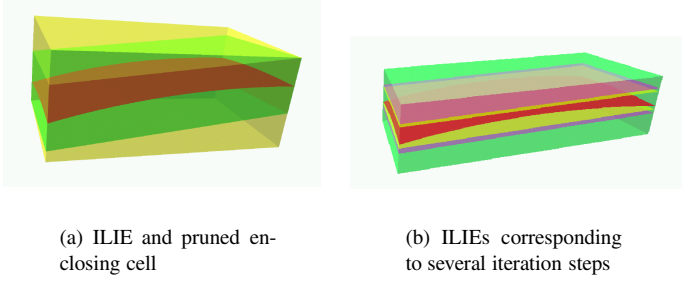 (a) ILIE and pruned en-
closing cell
(b) ILIEs corresponding
to several iteration steps